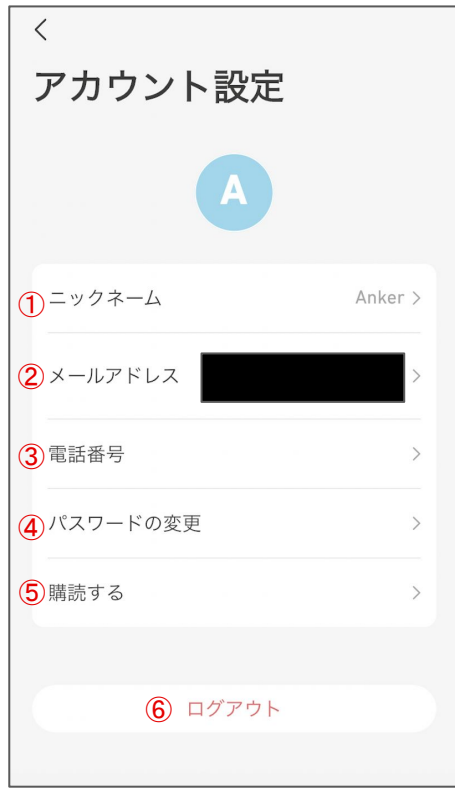 アカウント設定
A
① ニックネーム Anker >
② メールアドレス >
③ 電話番号 >
④ パスワードの変更 >
⑤ 購読する >
⑥ ログアウト